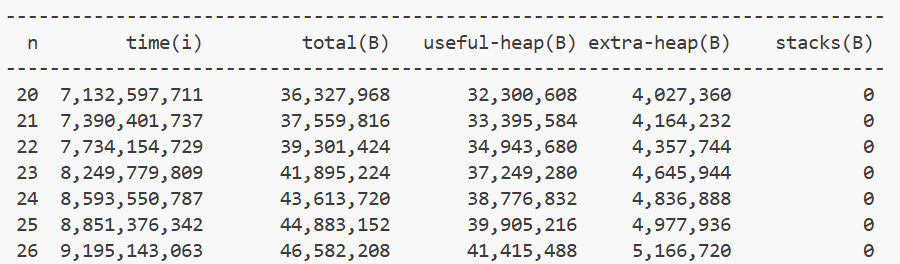 --------------------------------------------------------------------------------
  n        time(i)         total(B)   useful-heap(B) extra-heap(B)    stacks(B)
--------------------------------------------------------------------------------
 20  7,132,597,711       36,327,968       32,300,608     4,027,360            0
 21  7,390,401,737       37,559,816       33,395,584     4,164,232            0
 22  7,734,154,729       39,301,424       34,943,680     4,357,744            0
 23  8,249,779,809       41,895,224       37,249,280     4,645,944            0
 24  8,593,550,787       43,613,720       38,776,832     4,836,888            0
 25  8,851,376,342       44,883,152       39,905,216     4,977,936            0
 26  9,195,143,063       46,582,208       41,415,488     5,166,720            0